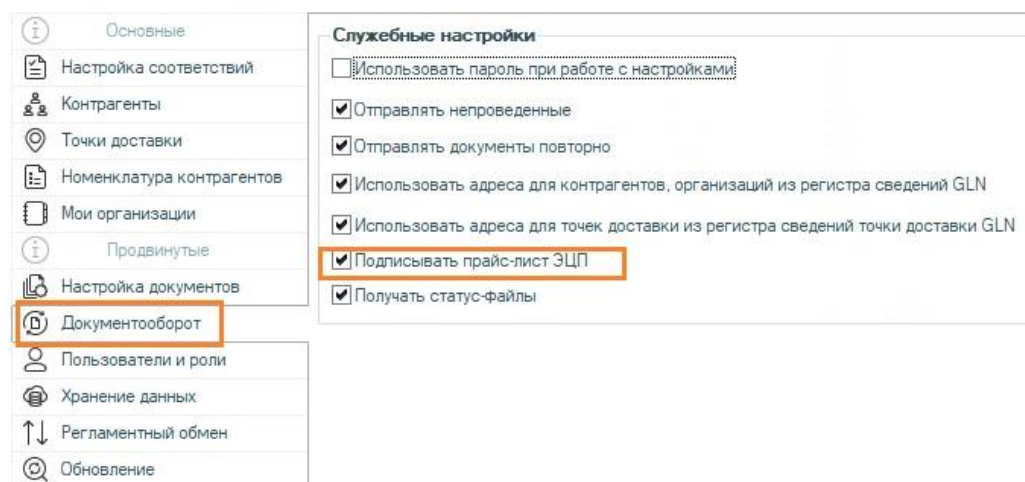 Основные
Настройка соответствий
Контрагенты
Точки доставки
Номенклатура контрагентов
Мои организации
Продвинутые
Настройка документов
Документооборот
Пользователи и роли
Хранение данных
Регламентный обмен
Обновление
Служебные настройки
Использовать пароль при работе с настройками
Отправлять непроведенные
Отправлять документы повторно
Использовать адреса для контрагентов, организаций из регистра сведений GLN
Использовать адреса для точек доставки из регистра сведений точки доставки GLN
Подписывать прайс-лист ЭЦП
Получать статус-файлы